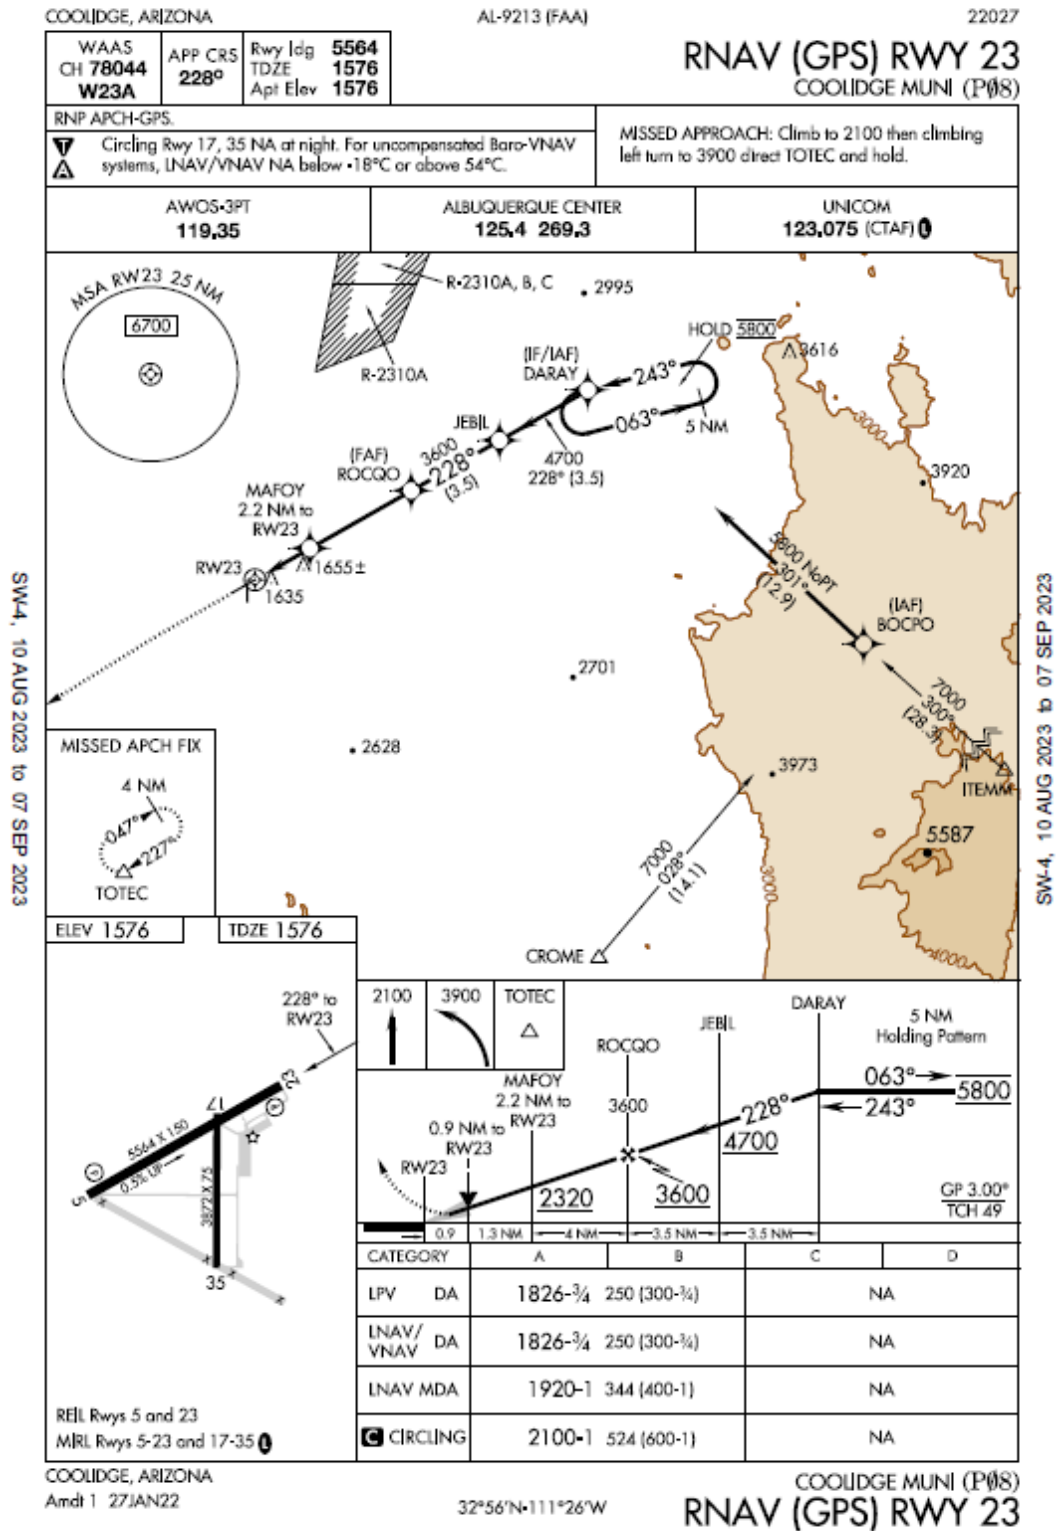 COOLIDGE, ARIZONA
AL-9213 (FAA)
22027
WAAS
CH 78044
W23A
APP CRS
228°
Rwy ldg 5564
TDZE 1576
Apt Elev 1576
RNAV (GPS) RWY 23
COOLIDGE MUNI (PØ8)
RNP APCH-GPS.
T
A
Circling Rwy 17, 35 NA at night. For uncompensated Baro-VNAV
systems, LNAV/VNAV NA below -18°C or above 54°C.
MISSED APPROACH: Climb to 2100 then climbing
left turn to 3900 direct TOTEC and hold.
AWOS-3PT
119.35
ALBUQUERQUE CENTER
125.4 269.3
UNICOM
123.075 (CTAF) L
MSA RW23 25 NM
6700
R-2310A, B, C
R-2310A
2995
HOLD 5800
3616
(IF/IAF)
DARAY
243°
063°
5 NM
JEBIL
4700
228° (3.5)
3600
228°
(3.5)
(FAF)
ROCQO
MAFOY
2.2 NM to
RW23
RW23
1655±
1635
3000
3920
5800 NoPT
301°
(12.9)
(IAF)
BOCPO
7000
300°
(28.3)
ITEMM
2701
2628
3973
5587
7000
028°
(14.1)
3000
4000
CROME
MISSED APCH FIX
4 NM
047°
227°
TOTEC
SW-4, 10 AUG 2023 to 07 SEP 2023
SW-4, 10 AUG 2023 to 07 SEP 2023
ELEV 1576
TDZE 1576
228° to
RW23
23
17
5564 X 150
0.5% UP
3872 X 75
5
35
REIL Rwys 5 and 23
MIRL Rwys 5-23 and 17-35 L
2100
3900
TOTEC
DARAY
5 NM
Holding Pattern
JEBIL
ROCQO
MAFOY
2.2 NM to
RW23
0.9 NM to
RW23
RW23
3600
063°
5800
243°
228°
4700
3600
2320
GP 3.00°
TCH 49
0.9
1.3 NM
4 NM
3.5 NM
3.5 NM
CATEGORY A B C D
LPV DA 1826-¾ 250 (300-¾) NA
LNAV/
VNAV DA 1826-¾ 250 (300-¾) NA
LNAV MDA 1920-1 344 (400-1) NA
C CIRCLING 2100-1 524 (600-1) NA
COOLIDGE, ARIZONA
Amdt 1 27JAN22
32°56'N-111°26'W
COOLIDGE MUNI (PØ8)
RNAV (GPS) RWY 23